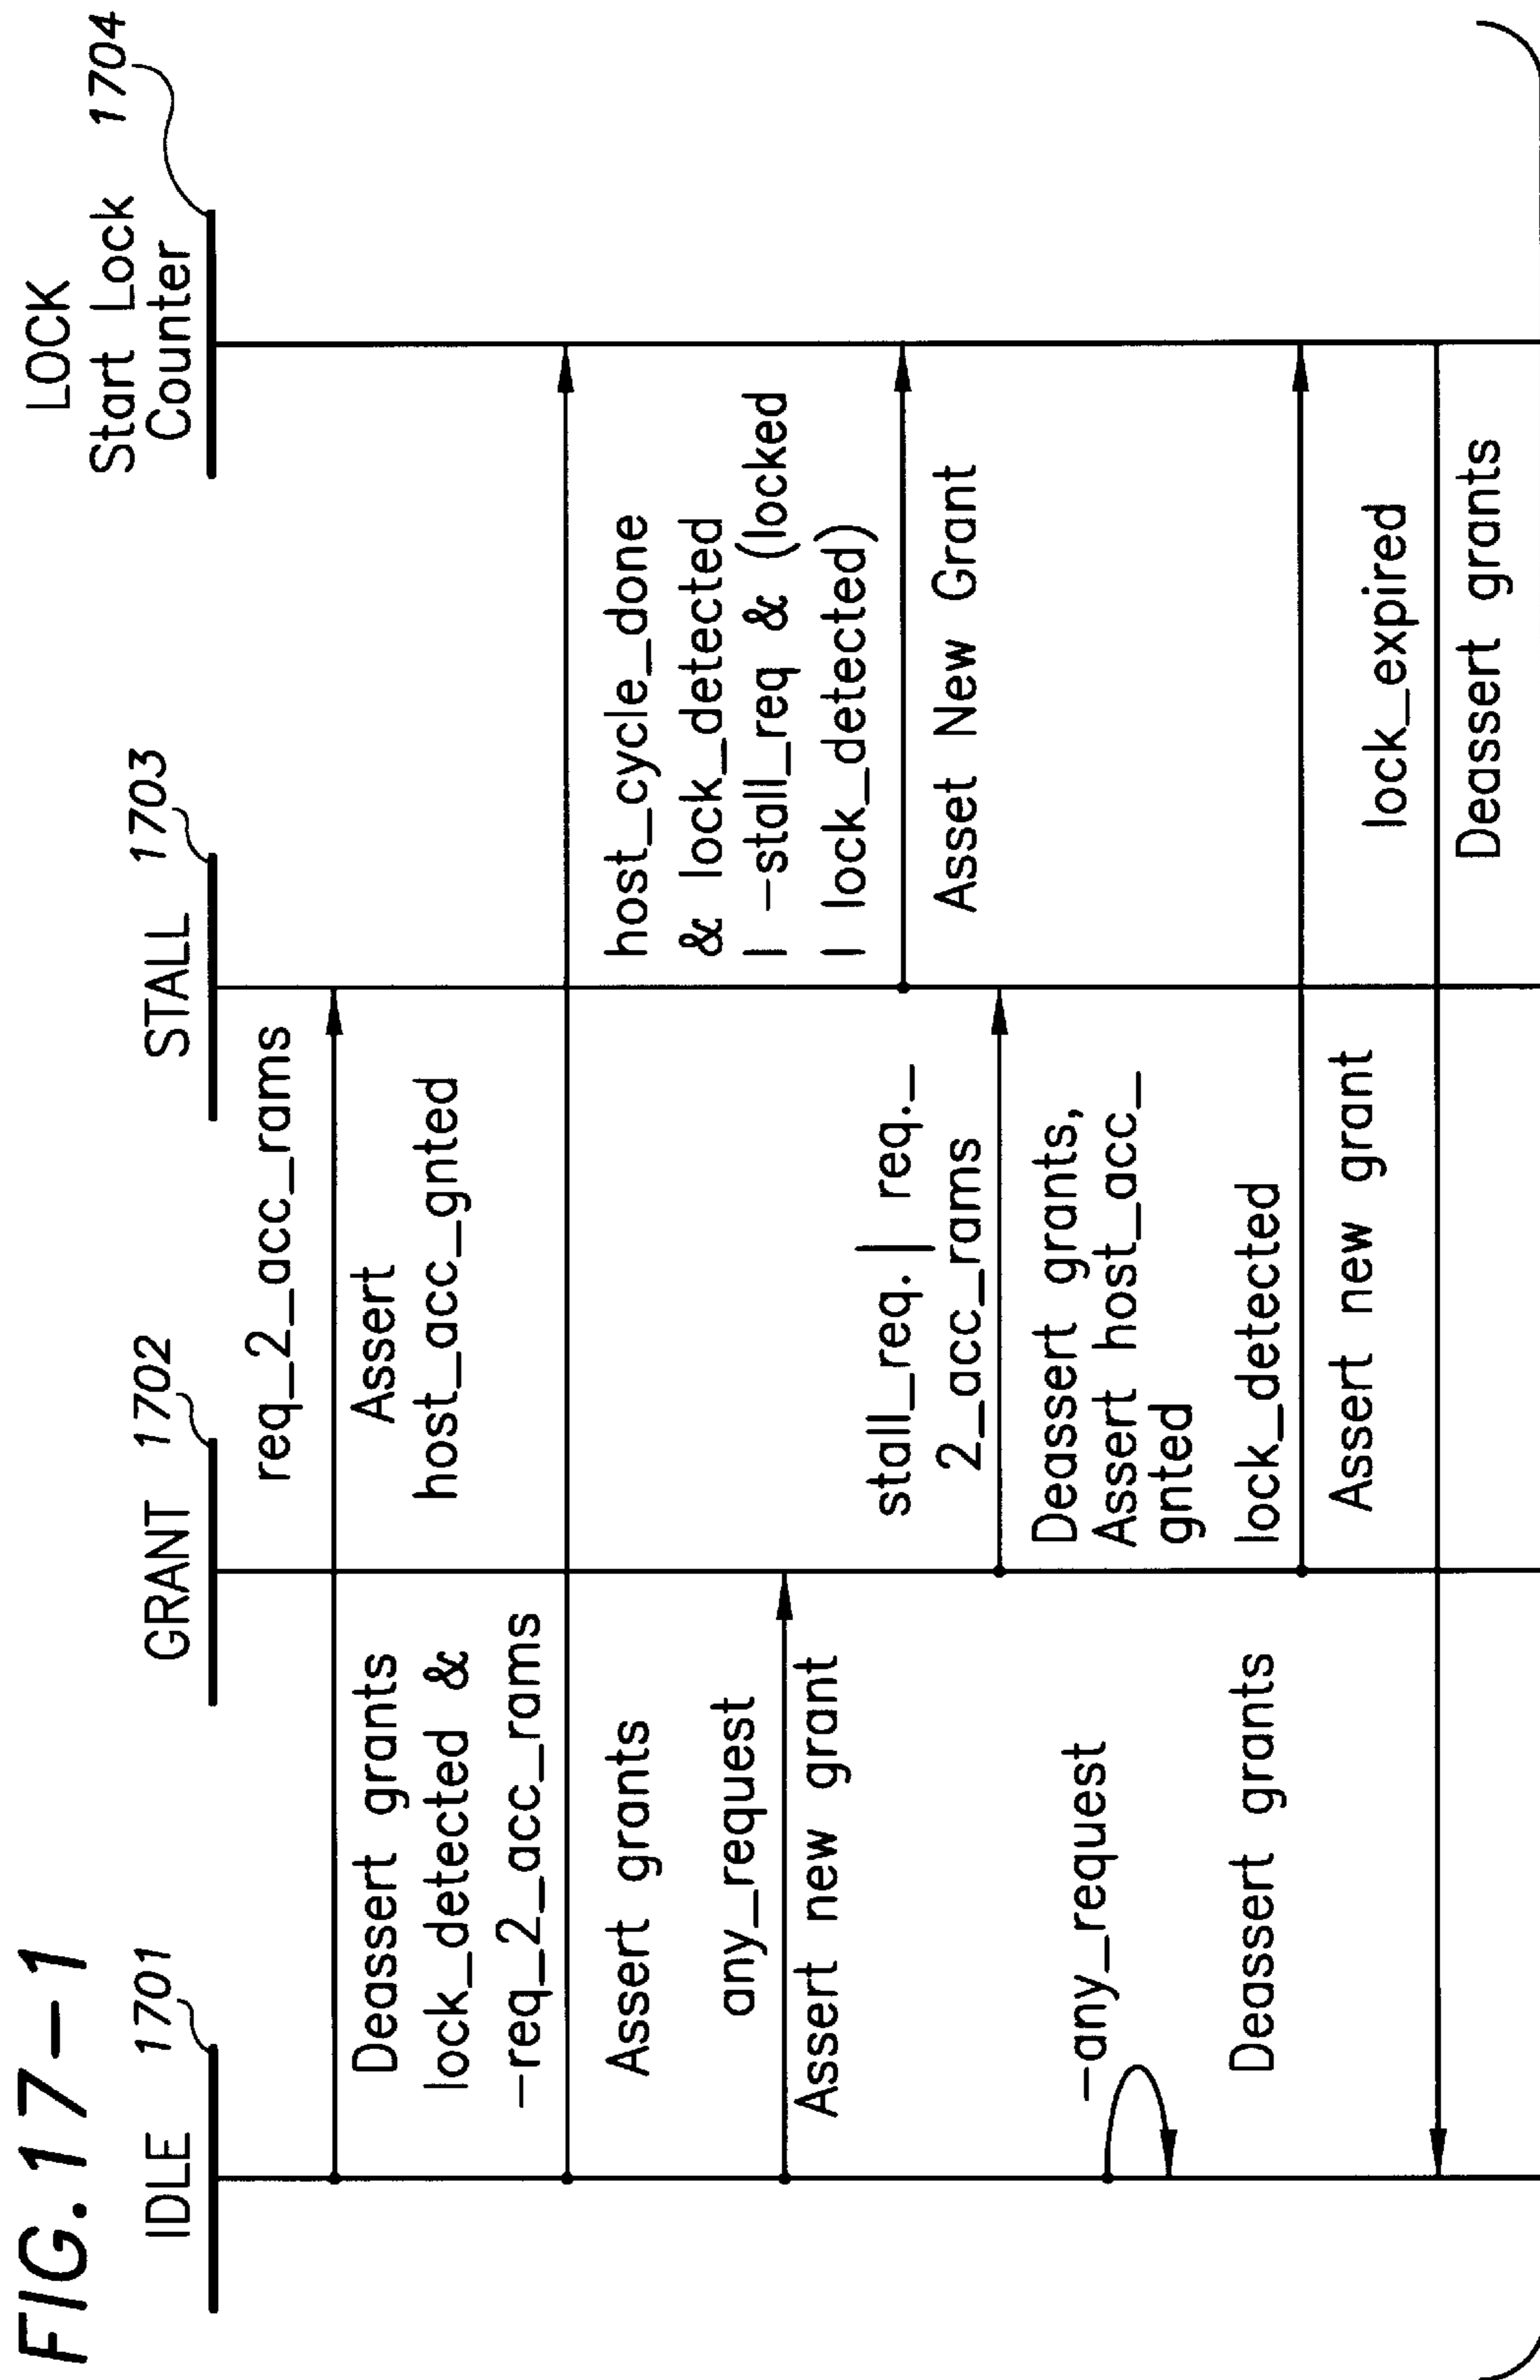 FIG.17-1
IDLE 1701
GRANT 1702
STALL 1703
LOCK
Start Lock 1704
Counter
req_2_acc_rams
Deassert grants
Assert
host_acc_gnted
lock_detected &
-req_2_acc_rams
Assert grants
host_cycle_done
& lock_detected
| -stall_req & (locked
| lock_detected)
Asset New Grant
any_request
Assert new grant
stall_req. | req._
2_acc_rams
Deassert grants,
Assert host_acc_
gnted
-any_request
Deassert grants
lock_detected
Assert new grant
lock_expired
Deassert grants